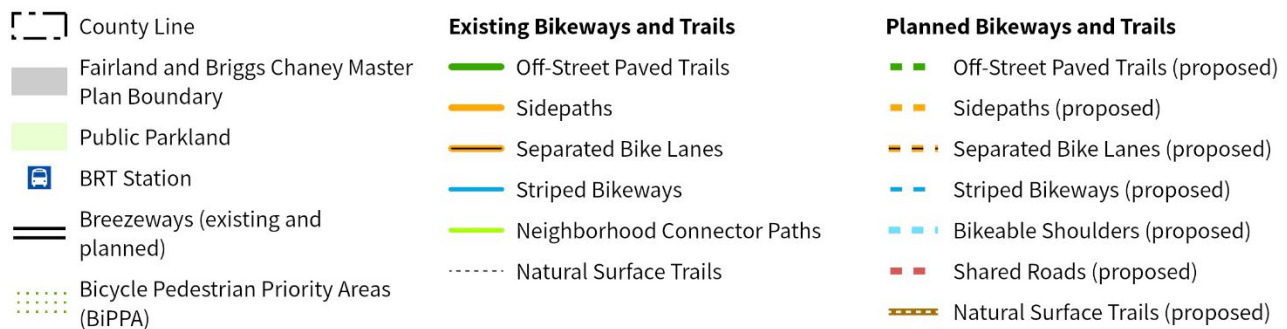 County Line
Fairland and Briggs Chaney Master
Plan Boundary
Public Parkland
BRT Station
Breezeways (existing and
planned)
Bicycle Pedestrian Priority Areas
(BiPPA)
Existing Bikeways and Trails
Off-Street Paved Trails
Sidepaths
Separated Bike Lanes
Striped Bikeways
Neighborhood Connector Paths
Natural Surface Trails
Planned Bikeways and Trails
Off-Street Paved Trails (proposed)
Sidepaths (proposed)
Separated Bike Lanes (proposed)
Striped Bikeways (proposed)
Bikeable Shoulders (proposed)
Shared Roads (proposed)
Natural Surface Trails (proposed)